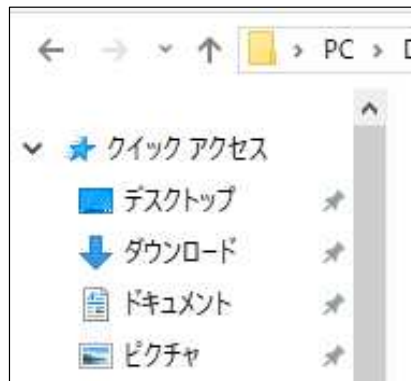 PC
クイック アクセス
デスクトップ
ダウンロード
ドキュメント
ピクチャ